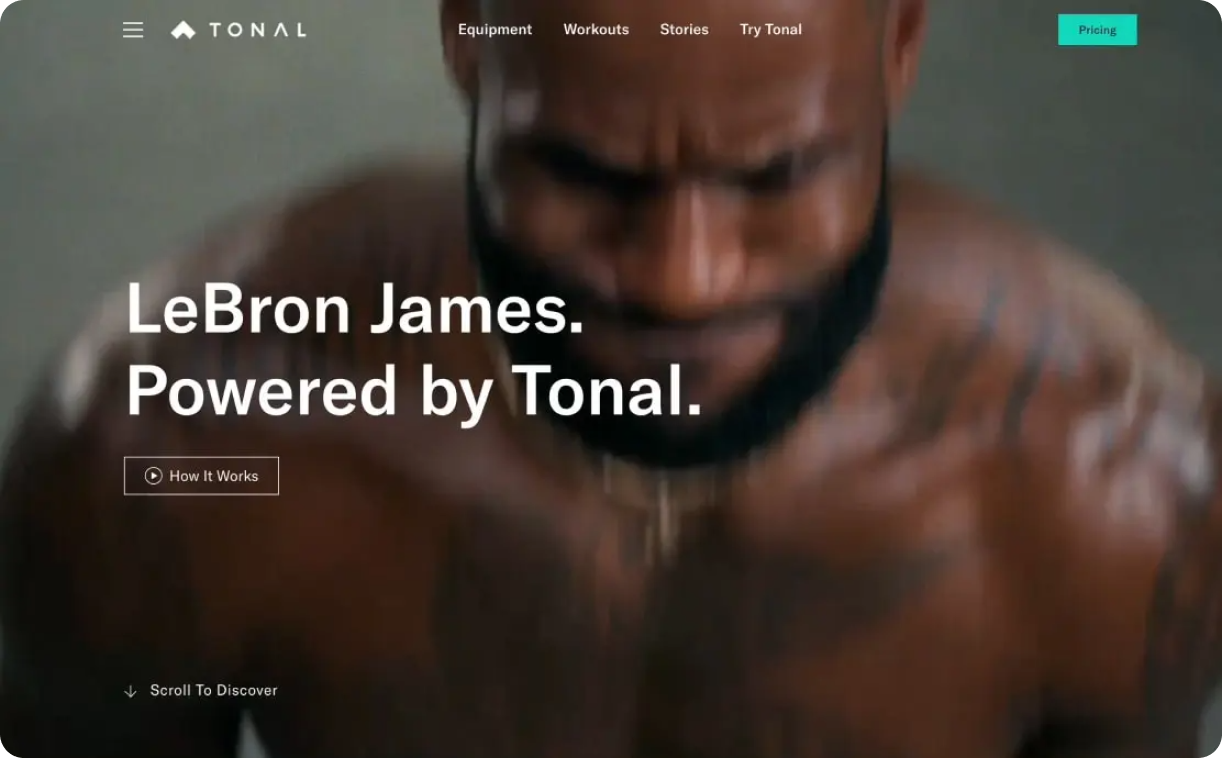 TONAL
Equipment
Workouts
Stories
Try Tonal
Pricing
LeBron James.
Powered by Tonal.
How It Works
Scroll To Discover